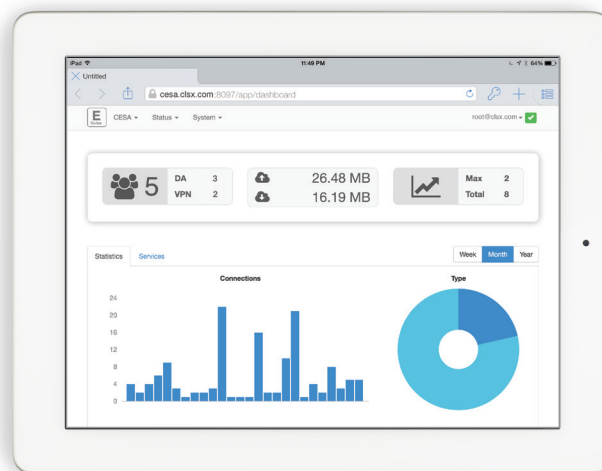 iPad 11:49 PM 64%
Untitled
cesa.clsx.com:8097/app/dashboard
E CESA Status System root@clsx.com
5 DA 3 26.48 MB Max 2
VPN 2 16.19 MB Total 8
Statistics Services Week Month Year
Connections Type
24
20
16
12
8
4
0